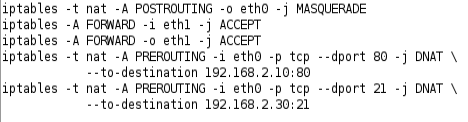 iptables -t nat -A POSTROUTING -o eth0 -j MASQUERADE
iptables -A FORWARD -i eth1 -j ACCEPT
iptables -A FORWARD -o eth1 -j ACCEPT
iptables -t nat -A PREROUTING -i eth0 -p tcp --dport 80 -j DNAT \
--to-destination 192.168.2.10:80
iptables -t nat -A PREROUTING -i eth0 -p tcp --dport 21 -j DNAT \
--to-destination 192.168.2.30:21